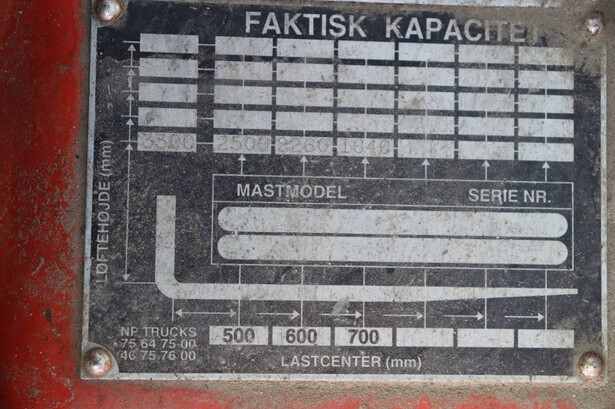 FAKTISK KAPACITET
3300 2500 2260 1640
LØFTEHØJDE (mm)
MASTMODEL SERIE NR.
NP TRUCKS
75 64 75 00
46 75 76 00
500 600 700
LASTCENTER (mm)